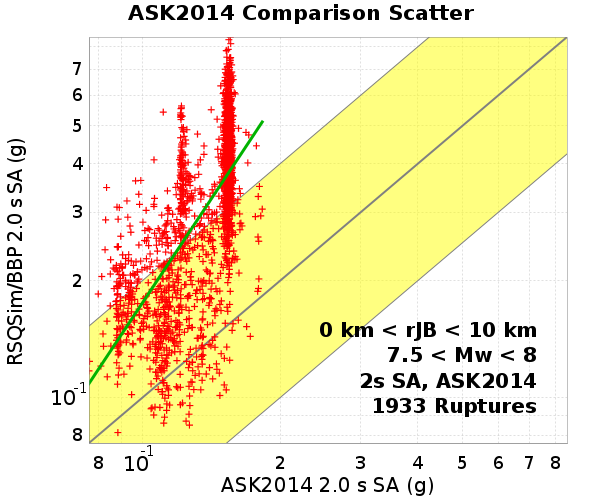 ASK2014 Comparison Scatter
RSQSim/BBP 2.0 s SA (g)
7
6
5
4
3
2
10⁻¹
8
0 km < rJB < 10 km
7.5 < Mw < 8
2s SA, ASK2014
1933 Ruptures
8 10⁻¹ 2 3 4 5 6 7 8
ASK2014 2.0 s SA (g)